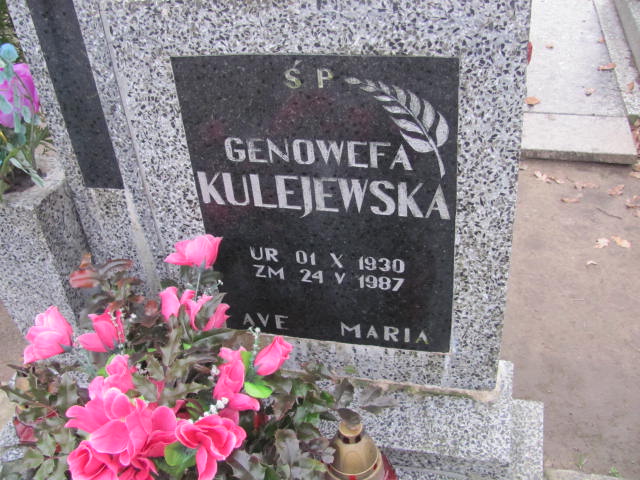 ŚP
GENOWEFA
KULEJEWSKA
UR 01 X 1930
ZM 24 V 1987
AVE MARIA